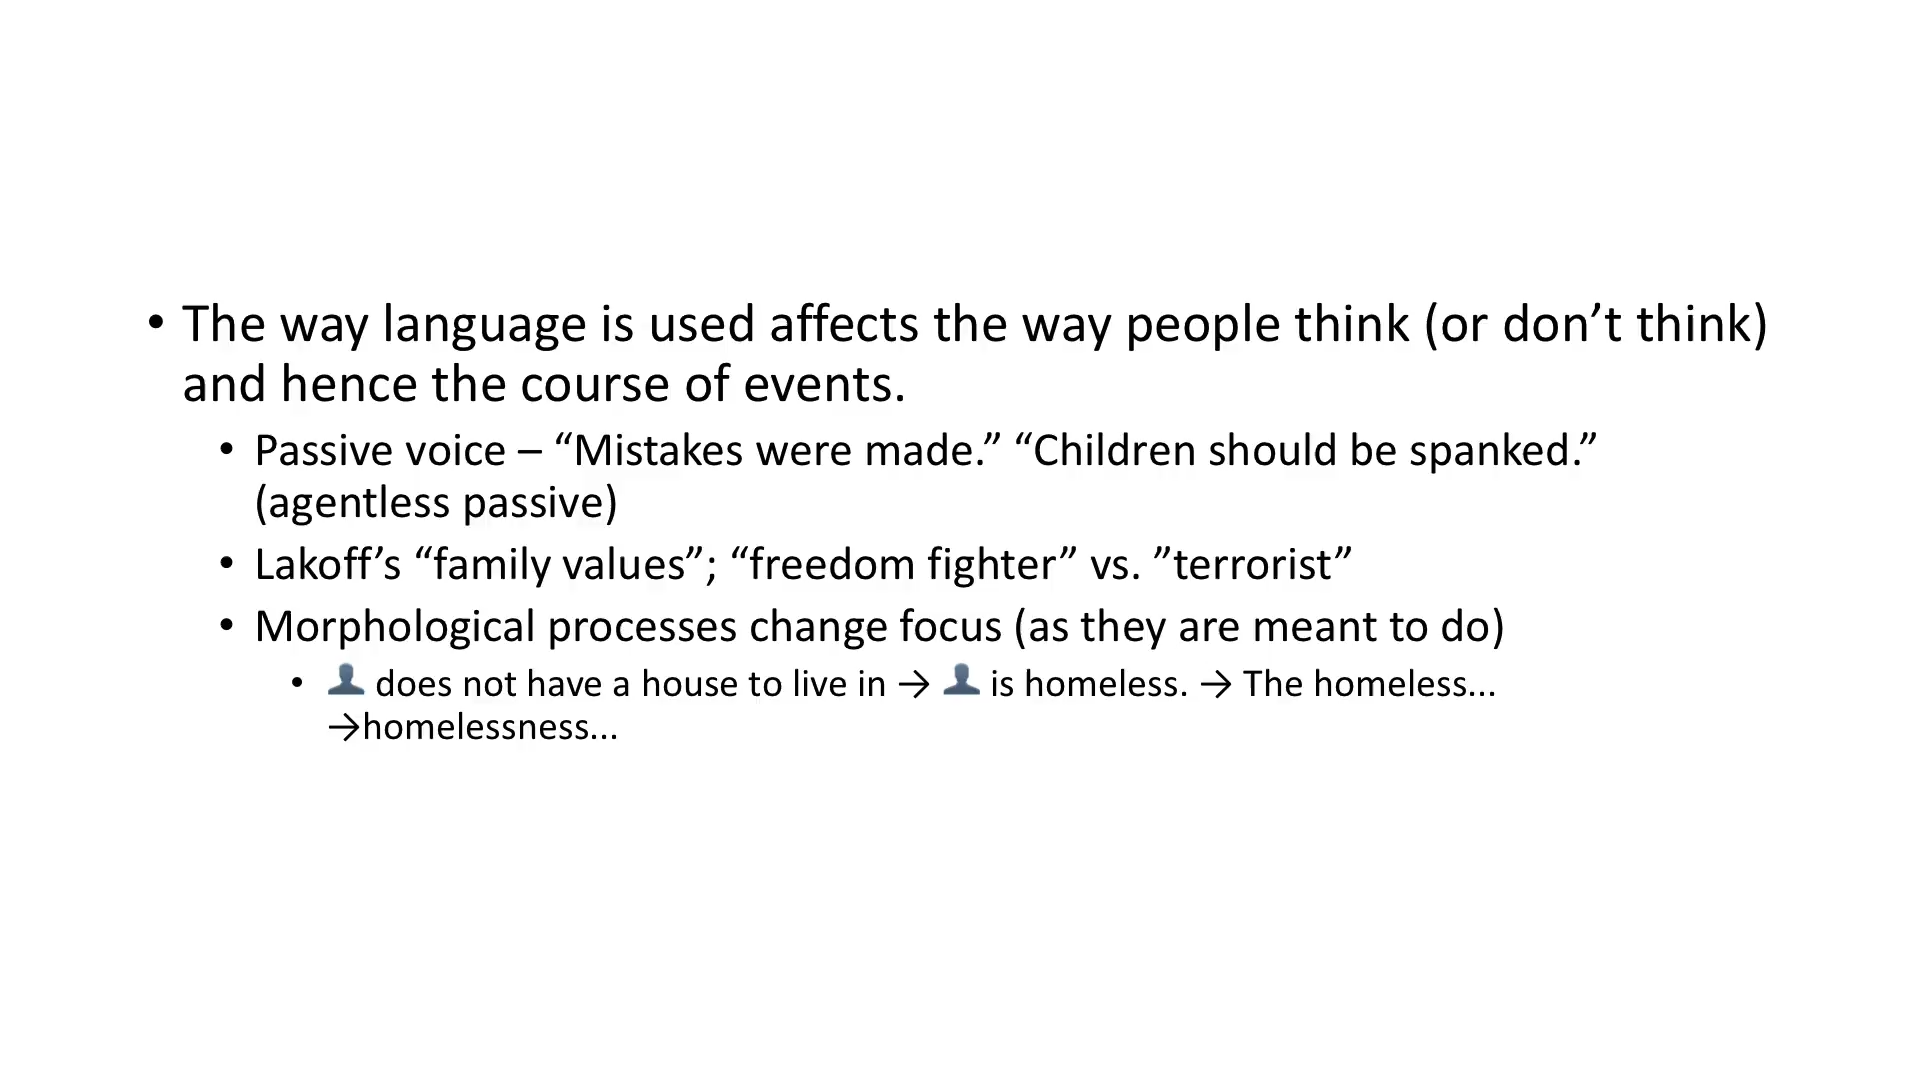 • The way language is used affects the way people think (or don’t think)
and hence the course of events.
• Passive voice – “Mistakes were made.” “Children should be spanked.”
(agentless passive)
• Lakoff’s “family values”; “freedom fighter” vs. ”terrorist”
• Morphological processes change focus (as they are meant to do)
• 👤 does not have a house to live in → 👤 is homeless. → The homeless...
→homelessness...